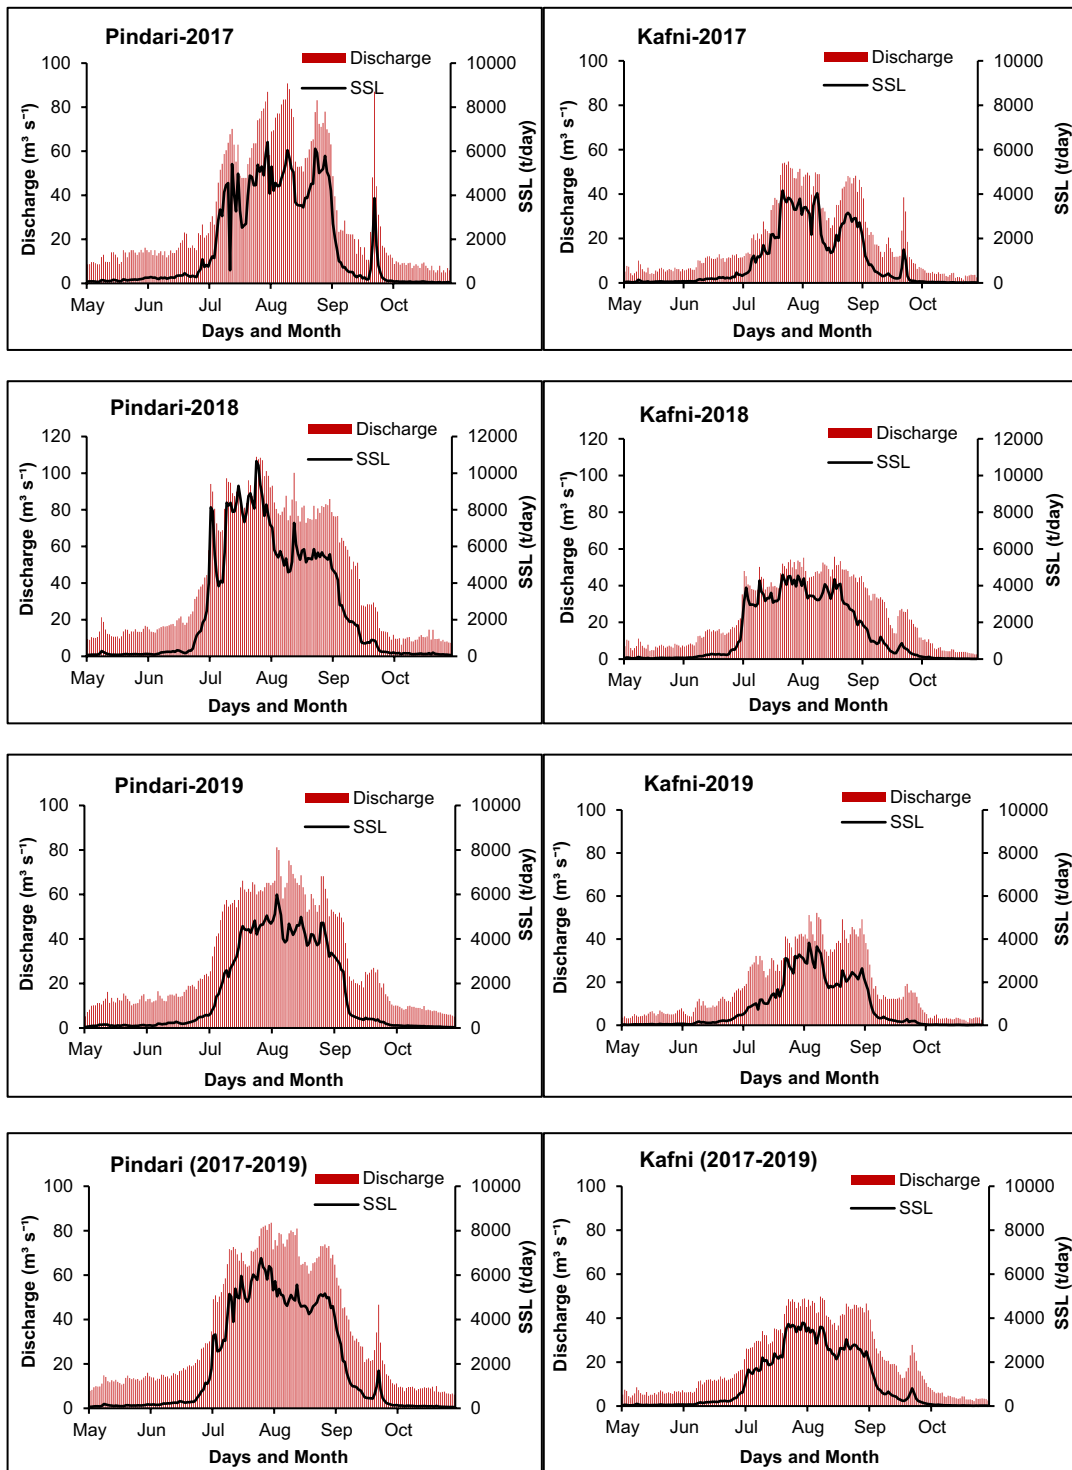 Pindari-2017
Discharge
SSL
Discharge (m³ s⁻¹)
100
80
60
40
20
0
10000
8000
6000
4000
2000
0
SSL (t/day)
May Jun Jul Aug Sep Oct
Days and Month
Kafni-2017
Discharge
SSL
Discharge (m³ s⁻¹)
100
80
60
40
20
0
10000
8000
6000
4000
2000
0
SSL (t/day)
May Jun Jul Aug Sep Oct
Days and Month
Pindari-2018
Discharge
SSL
Discharge (m³ s⁻¹)
120
100
80
60
40
20
0
12000
10000
8000
6000
4000
2000
0
SSL (t/day)
May Jun Jul Aug Sep Oct
Days and Month
Kafni-2018
Discharge
SSL
Discharge (m³ s⁻¹)
120
100
80
60
40
20
0
12000
10000
8000
6000
4000
2000
0
SSL (t/day)
May Jun Jul Aug Sep Oct
Days and Month
Pindari-2019
Discharge
SSL
Discharge (m³ s⁻¹)
100
80
60
40
20
0
10000
8000
6000
4000
2000
0
SSL (t/day)
May Jun Jul Aug Sep Oct
Days and Month
Kafni-2019
Discharge
SSL
Discharge (m³ s⁻¹)
100
80
60
40
20
0
10000
8000
6000
4000
2000
0
SSL (t/day)
May Jun Jul Aug Sep Oct
Days and Month
Pindari (2017-2019)
Discharge
SSL
Discharge (m³ s⁻¹)
100
80
60
40
20
0
10000
8000
6000
4000
2000
0
SSL (t/day)
May Jun Jul Aug Sep Oct
Days and Month
Kafni (2017-2019)
Discharge
SSL
Discharge (m³ s⁻¹)
100
80
60
40
20
0
10000
8000
6000
4000
2000
0
SSL (t/day)
May Jun Jul Aug Sep Oct
Days and Month